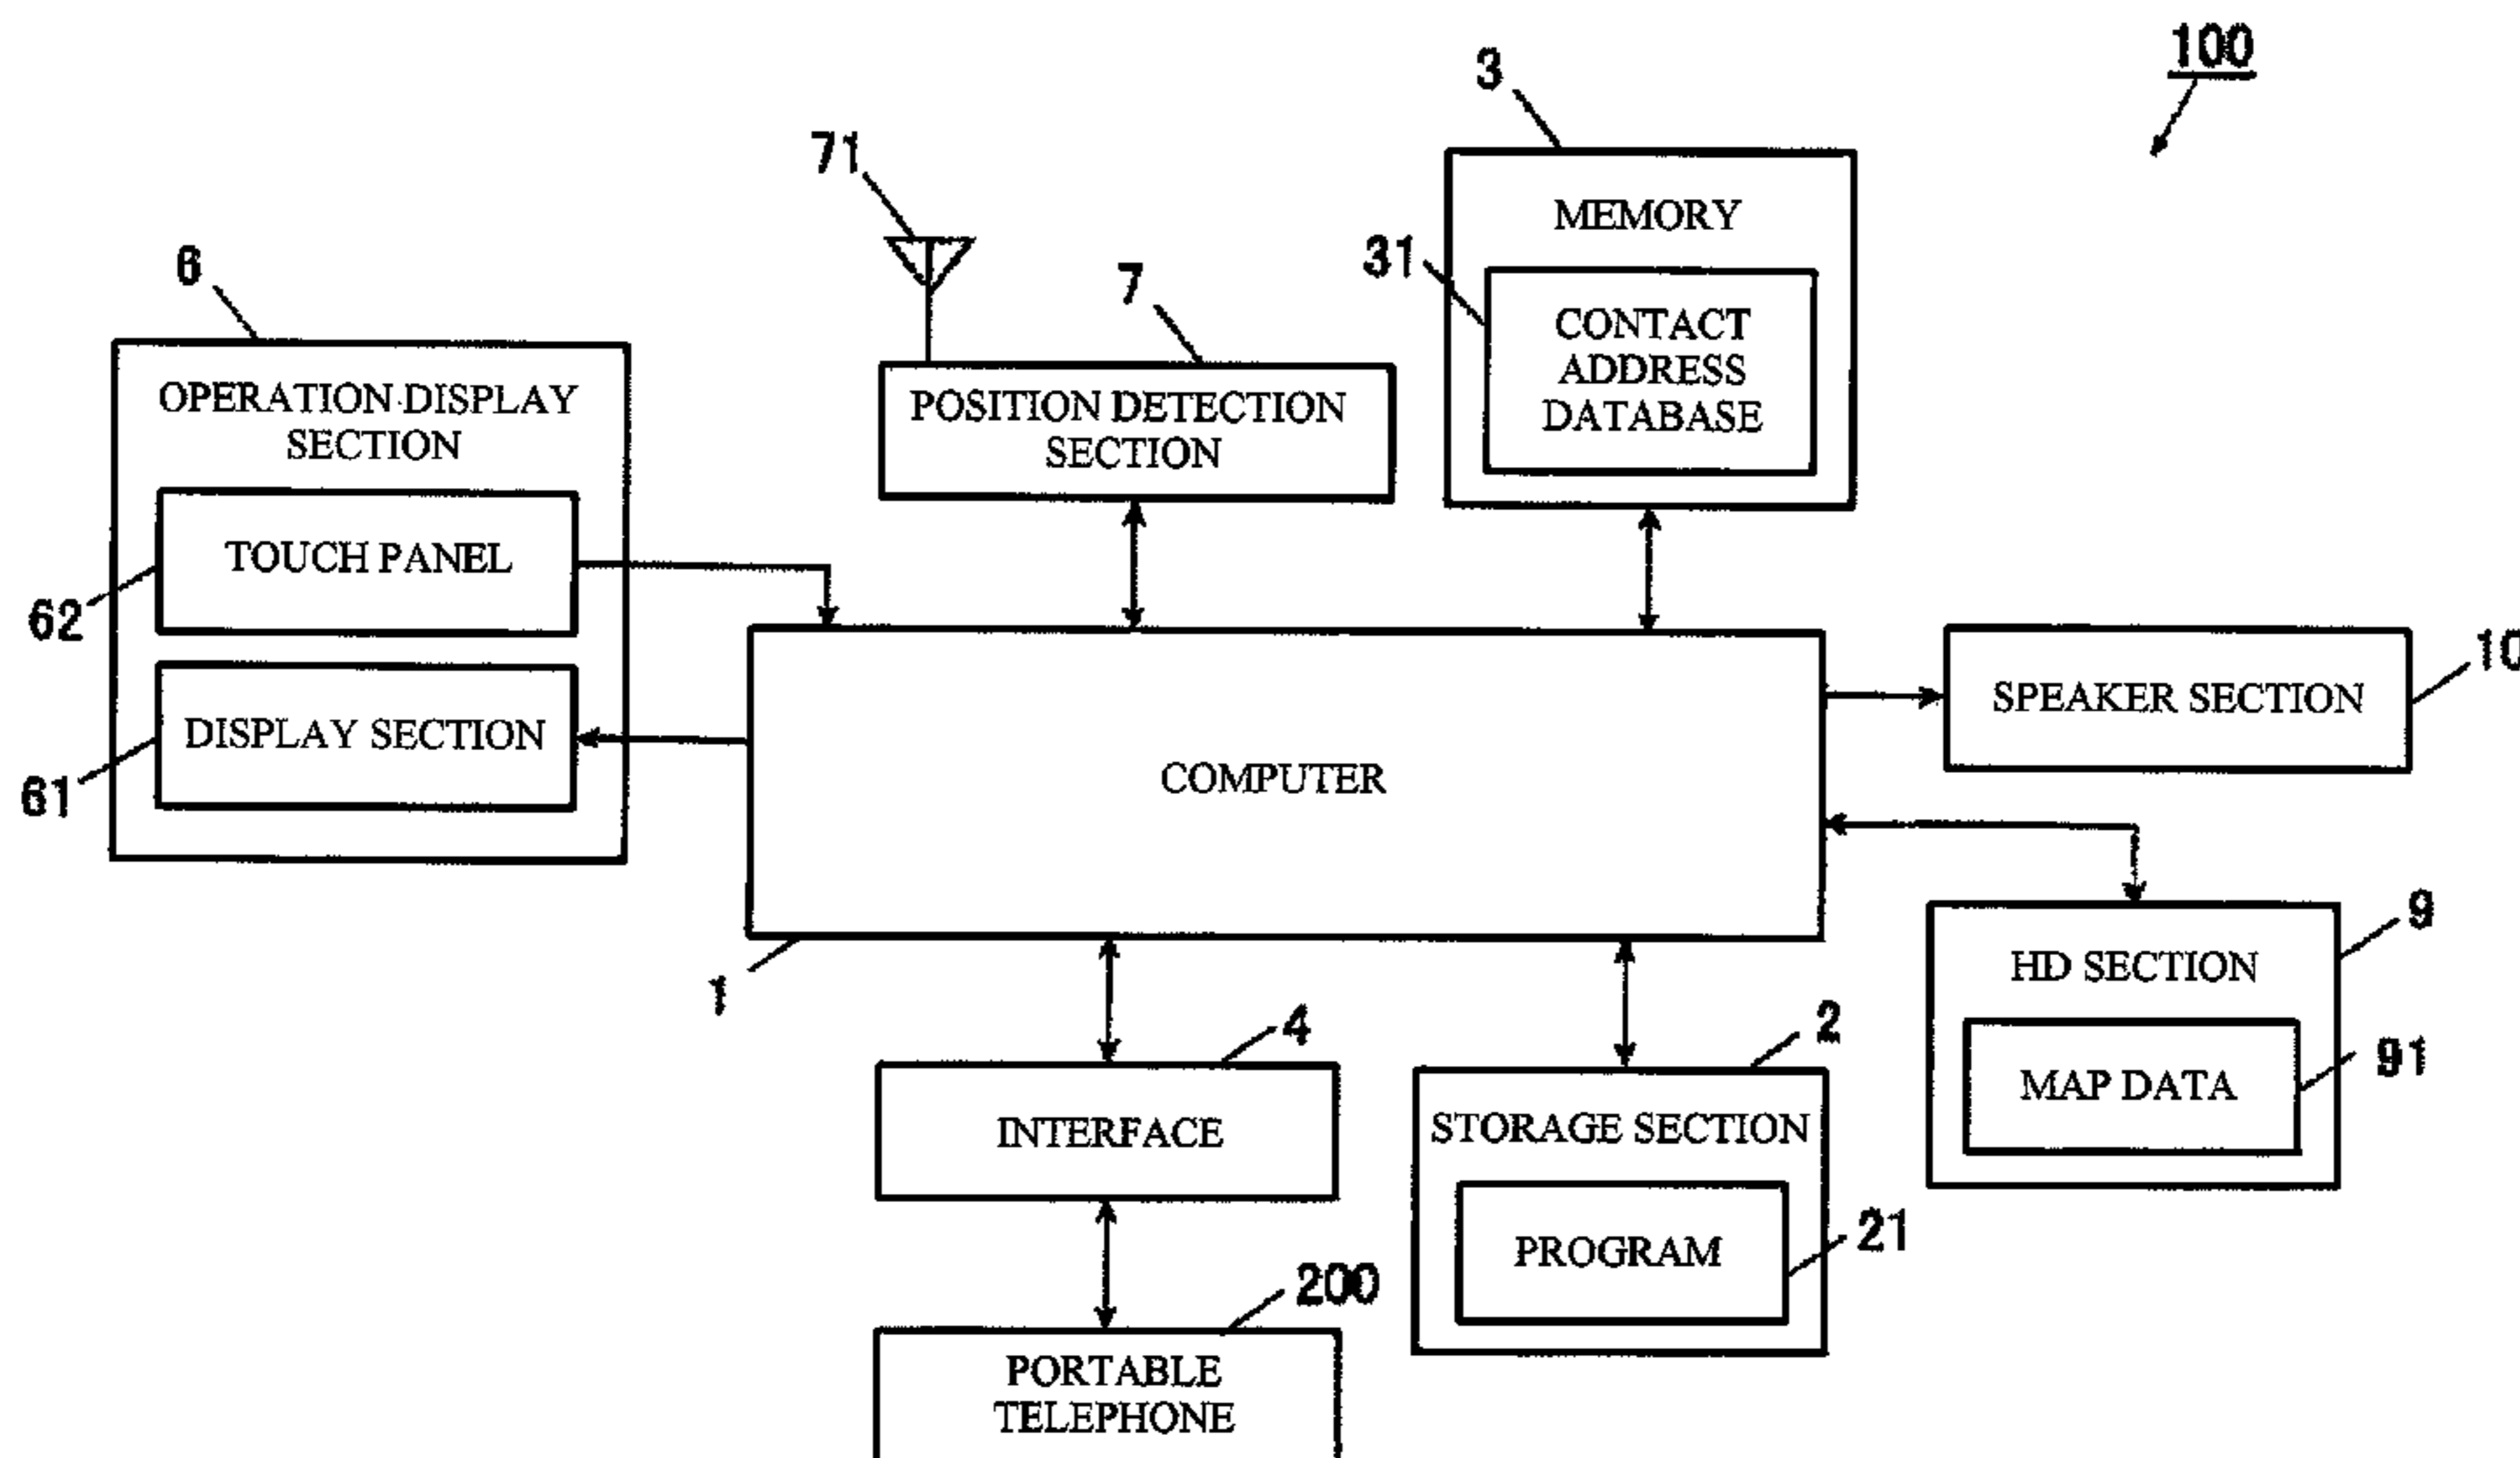 100
3
71
MEMORY
31
6
7
CONTACT
ADDRESS
DATABASE
OPERATION DISPLAY
SECTION
POSITION DETECTION
SECTION
TOUCH PANEL
62
10
SPEAKER SECTION
DISPLAY SECTION
61
COMPUTER
9
HD SECTION
1
4
2
MAP DATA
91
INTERFACE
STORAGE SECTION
PROGRAM
21
200
PORTABLE
TELEPHONE